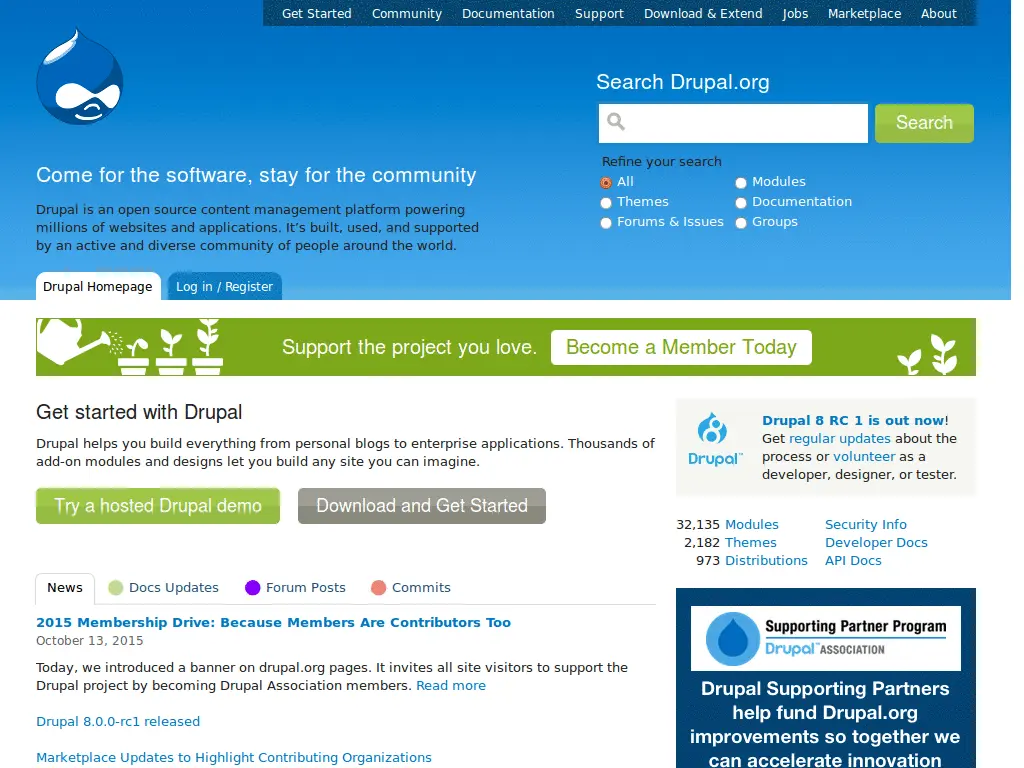 Get Started Community Documentation Support Download & Extend Jobs Marketplace About
Search Drupal.org
Search
Refine your search
All
Modules
Themes
Documentation
Forums & Issues
Groups
Come for the software, stay for the community
Drupal is an open source content management platform powering
millions of websites and applications. It’s built, used, and supported
by an active and diverse community of people around the world.
Drupal Homepage
Log in / Register
Support the project you love.
Become a Member Today
Get started with Drupal
Drupal helps you build everything from personal blogs to enterprise applications. Thousands of
add-on modules and designs let you build any site you can imagine.
Try a hosted Drupal demo
Download and Get Started
News
Docs Updates
Forum Posts
Commits
2015 Membership Drive: Because Members Are Contributors Too
October 13, 2015
Today, we introduced a banner on drupal.org pages. It invites all site visitors to support the
Drupal project by becoming Drupal Association members. Read more
Drupal 8.0.0-rc1 released
Marketplace Updates to Highlight Contributing Organizations
Drupal™
Drupal 8 RC 1 is out now!
Get regular updates about the
process or volunteer as a
developer, designer, or tester.
32,135 Modules
2,182 Themes
973 Distributions
Security Info
Developer Docs
API Docs
Supporting Partner Program
Drupal™ ASSOCIATION
Drupal Supporting Partners
help fund Drupal.org
improvements so together we
can accelerate innovation